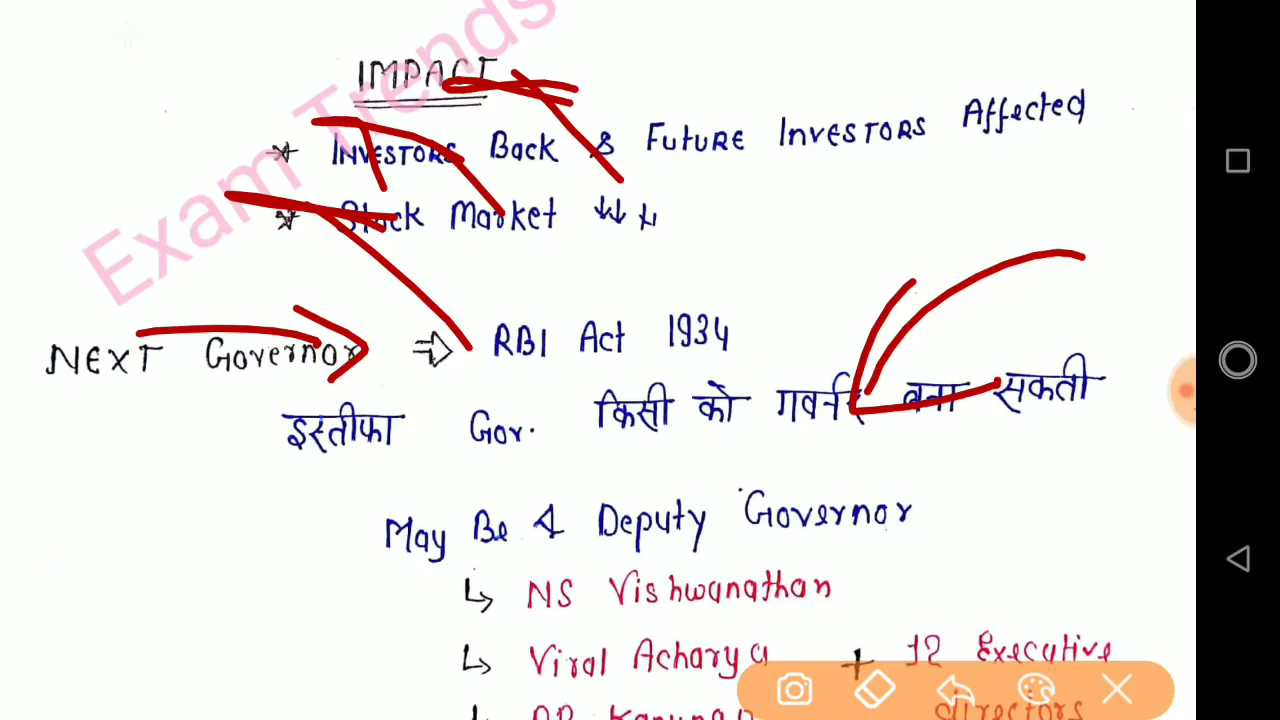 Exam Trends
IMPACT
INVESTORS Back & Future Investors Affected
Stock Market ↓↓↓
NEXT Governor ⇒ RBI Act 1934
इस्तीफा Gov. किसी को गवर्नर बना सकती
May Be 4 Deputy Governor
↳ NS Vishwanathan
↳ Viral Acharya + 12 Executive
directors